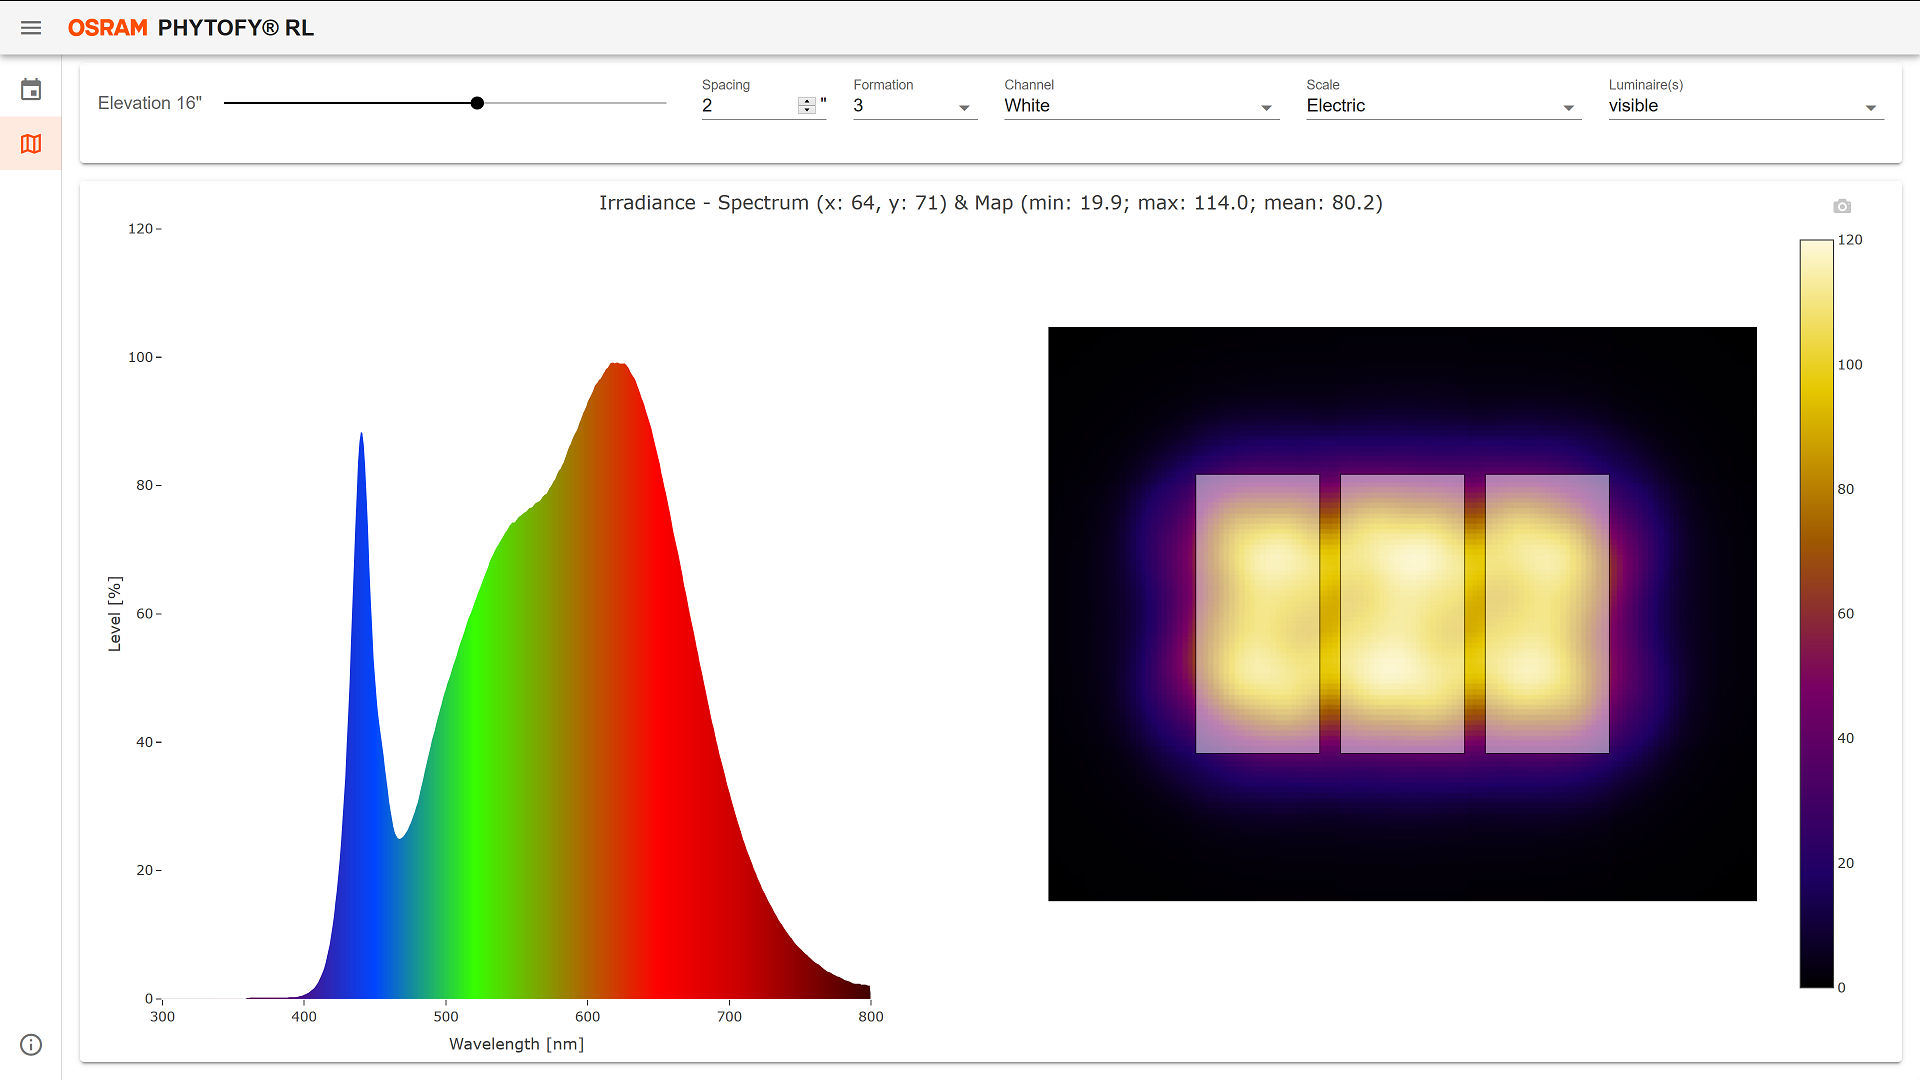 OSRAM PHYTOFY® RL
Elevation 16"
Spacing
2 "
Formation
3
Channel
White
Scale
Electric
Luminaire(s)
visible
Irradiance - Spectrum (x: 64, y: 71) & Map (min: 19.9; max: 114.0; mean: 80.2)
120
100
80
60
40
20
0
Level [%]
300 400 500 600 700 800
Wavelength [nm]
120
100
80
60
40
20
0